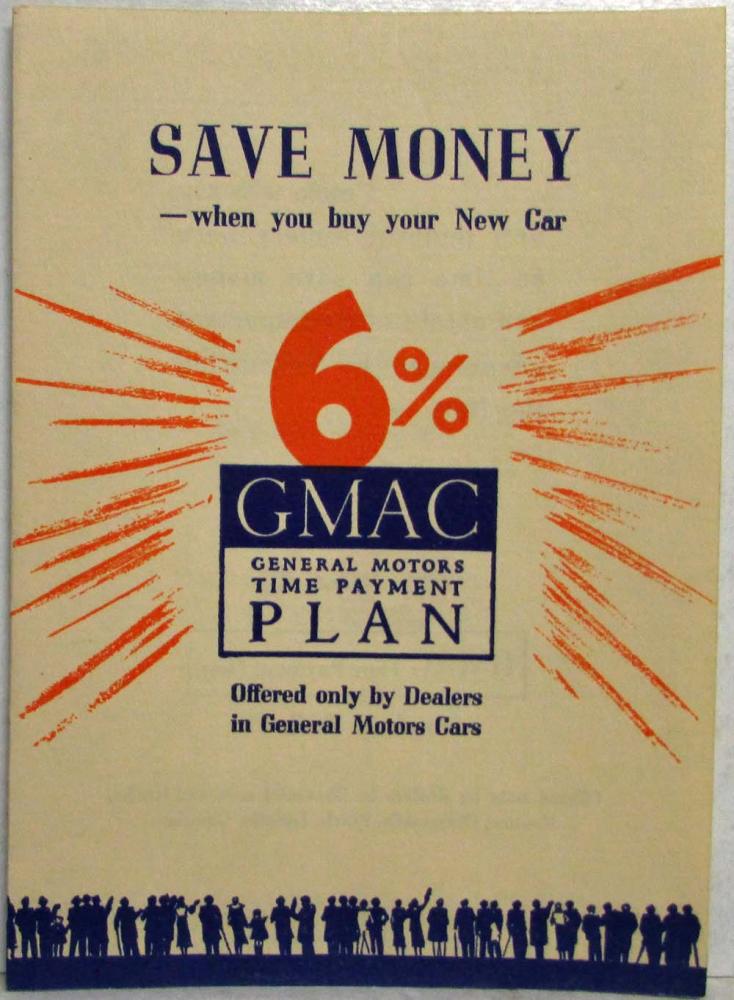 SAVE MONEY
—when you buy your New Car
6%
GMAC
GENERAL MOTORS
TIME PAYMENT
PLAN
Offered only by Dealers
in General Motors Cars